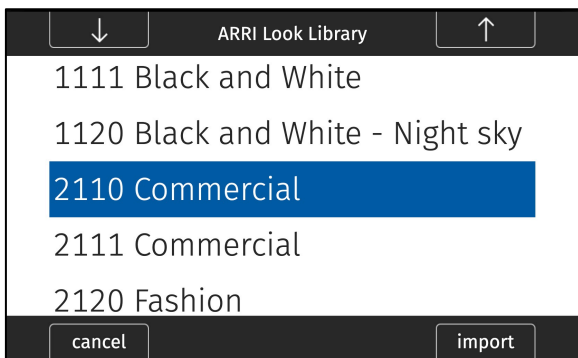 ↓ ARRI Look Library ↑
1111 Black and White
1120 Black and White - Night sky
2110 Commercial
2111 Commercial
2120 Fashion
cancel import